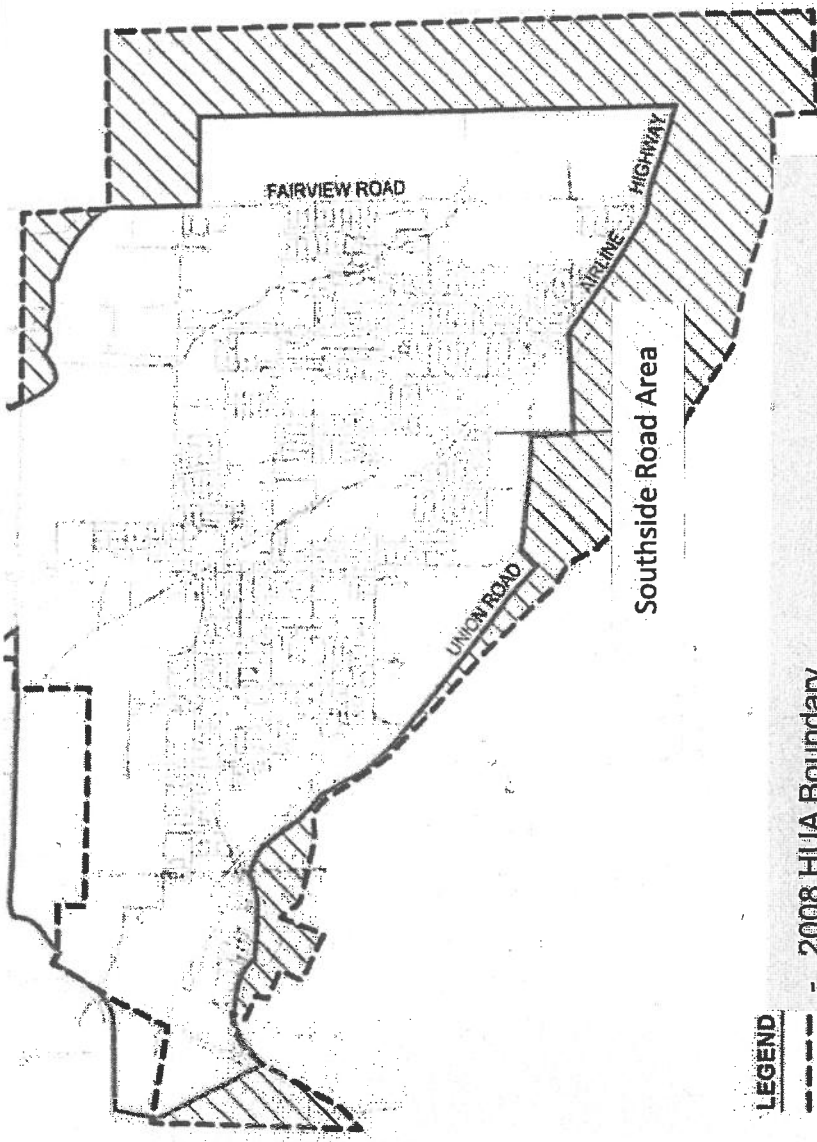 FAIRVIEW ROAD
AIRLINE HIGHWAY
Southside Road Area
UNION ROAD
LEGEND
- 2008 HUA Boundary